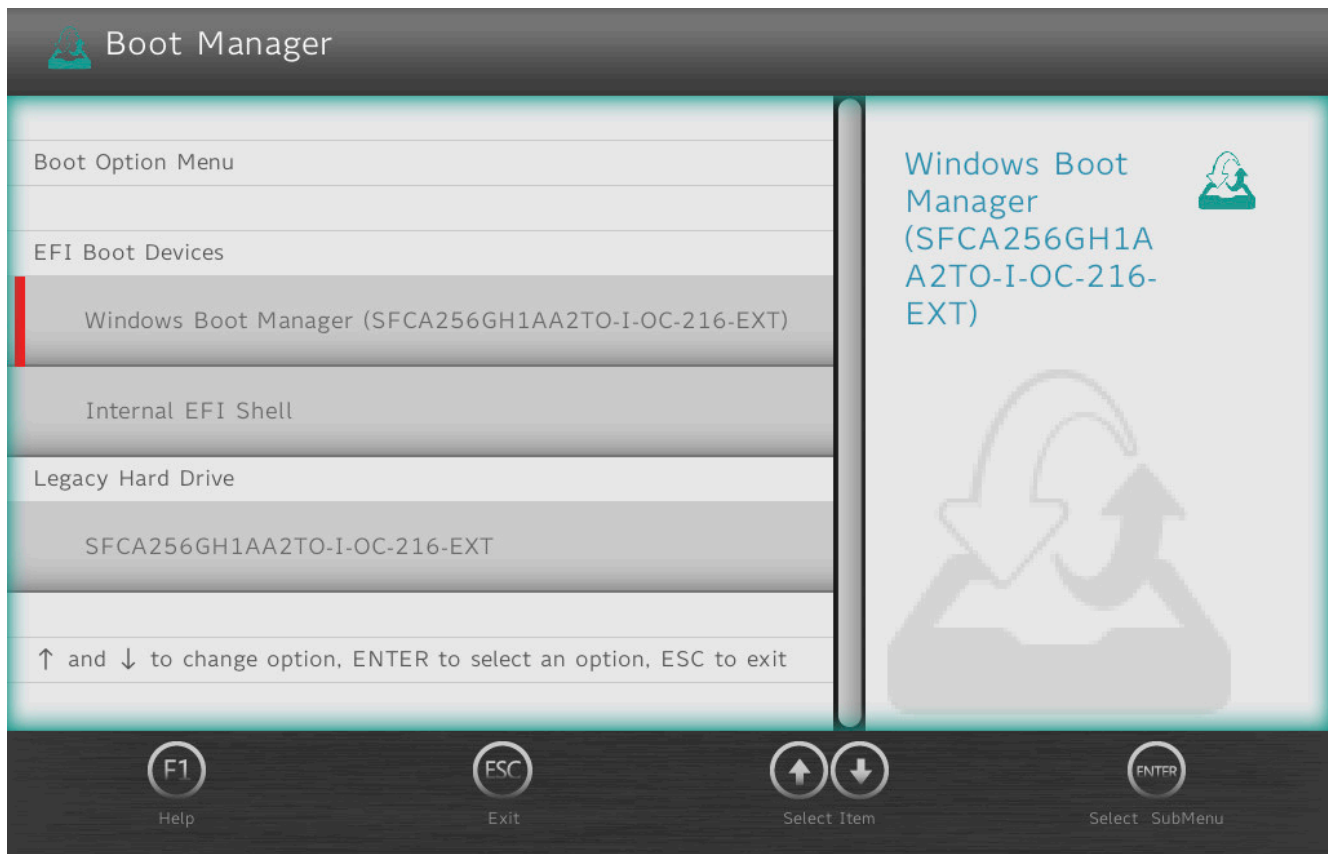 Boot Manager
Boot Option Menu
EFI Boot Devices
Windows Boot Manager (SFCA256GH1AA2TO-I-OC-216-EXT)
Internal EFI Shell
Legacy Hard Drive
SFCA256GH1AA2TO-I-OC-216-EXT
↑ and ↓ to change option, ENTER to select an option, ESC to exit
Windows Boot
Manager
(SFCA256GH1A
A2TO-I-OC-216-
EXT)
F1
Help
ESC
Exit
Select Item
ENTER
Select SubMenu